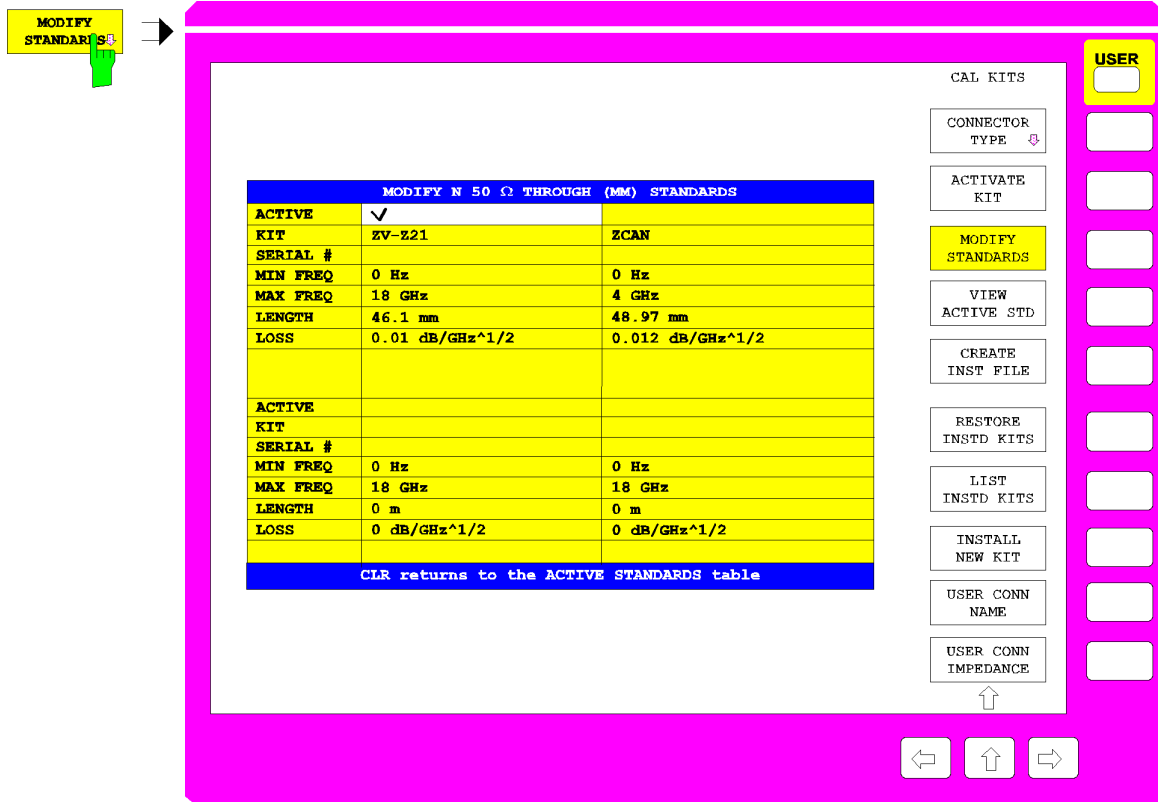 MODIFY
STANDARDS
USER
CAL KITS
CONNECTOR
TYPE
ACTIVATE
KIT
MODIFY
STANDARDS
VIEW
ACTIVE STD
CREATE
INST FILE
RESTORE
INSTD KITS
LIST
INSTD KITS
INSTALL
NEW KIT
USER CONN
NAME
USER CONN
IMPEDANCE
MODIFY N 50 Ω THROUGH (MM) STANDARDS
ACTIVE ✓
KIT ZV-Z21 ZCAN
SERIAL #
MIN FREQ 0 Hz 0 Hz
MAX FREQ 18 GHz 4 GHz
LENGTH 46.1 mm 48.97 mm
LOSS 0.01 dB/GHz^1/2 0.012 dB/GHz^1/2
ACTIVE
KIT
SERIAL #
MIN FREQ 0 Hz 0 Hz
MAX FREQ 18 GHz 18 GHz
LENGTH 0 m 0 m
LOSS 0 dB/GHz^1/2 0 dB/GHz^1/2
CLR returns to the ACTIVE STANDARDS table